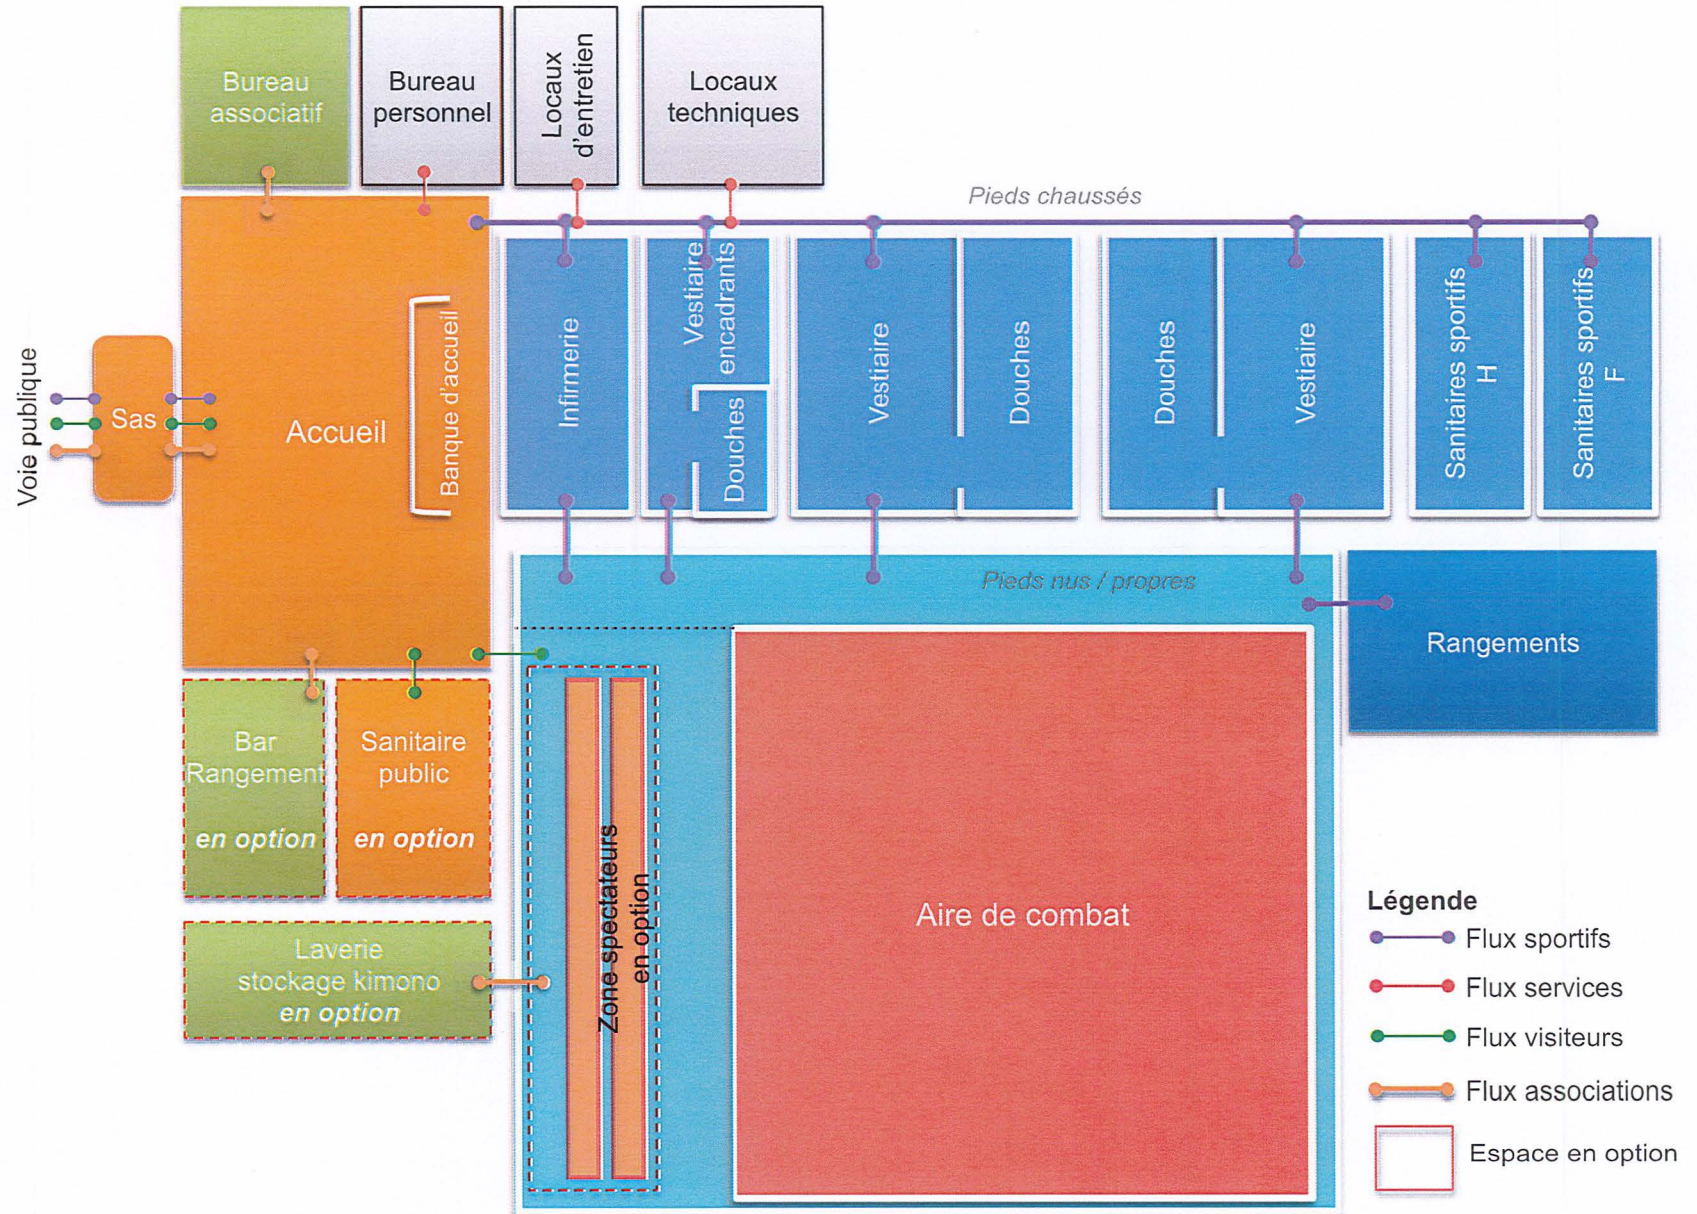 Bureau
associatif
Bureau
personnel
Locaux
d'entretien
Locaux
techniques
Pieds chaussés
Voie publique
Sas
Accueil
Banque d'accueil
Infirmerie
Vestiaire
encadrants
Douches
Vestiaire
Douches
Douches
Vestiaire
Sanitaires sportifs
H
Sanitaires sportifs
F
Pieds nus / propres
Rangements
Bar
Rangement
en option
Sanitaire
public
en option
Laverie
stockage kimono
en option
Zone spectateurs
en option
Aire de combat
Légende
Flux sportifs
Flux services
Flux visiteurs
Flux associations
Espace en option